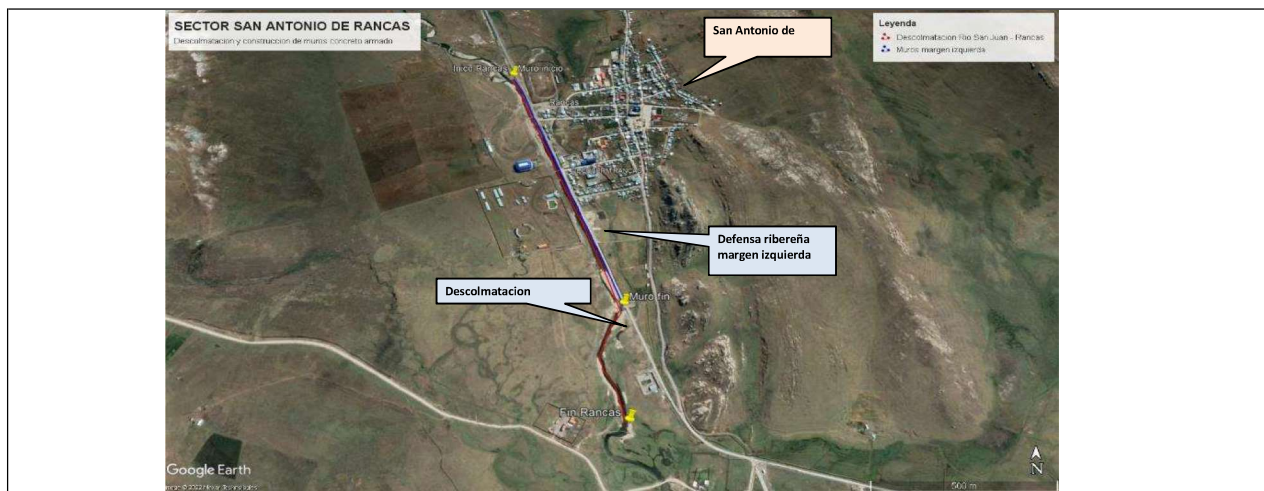 SECTOR SAN ANTONIO DE RANCAS
Descolmatacion y construccion de muros concreto armado
San Antonio de
Leyenda
Descolmatación Rio San Juan - Rancas
Muros margen izquierda
Inicio Rancas
Muro inicio
Rancas
Defensa ribereña
margen izquierda
Descolmatacion
Muro fin
Fin Rancas
Google Earth
500 m
N